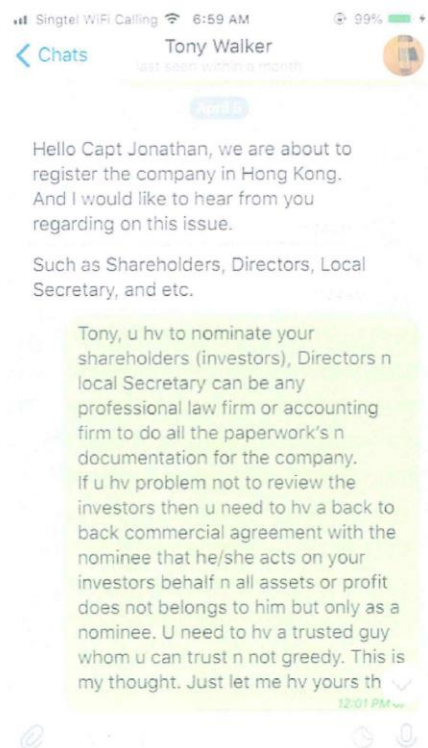 Singtel WiFi Calling 6:59 AM 99%
Chats
Tony Walker
last seen within a month
April 6
Hello Capt Jonathan, we are about to
register the company in Hong Kong.
And I would like to hear from you
regarding on this issue.
Such as Shareholders, Directors, Local
Secretary, and etc.
Tony, u hv to nominate your
shareholders (investors), Directors n
local Secretary can be any
professional law firm or accounting
firm to do all the paperwork's n
documentation for the company.
If u hv problem not to review the
investors then u need to hv a back to
back commercial agreement with the
nominee that he/she acts on your
investors behalf n all assets or profit
does not belongs to him but only as a
nominee. U need to hv a trusted guy
whom u can trust n not greedy. This is
my thought. Just let me hv yours th
12:01 PM